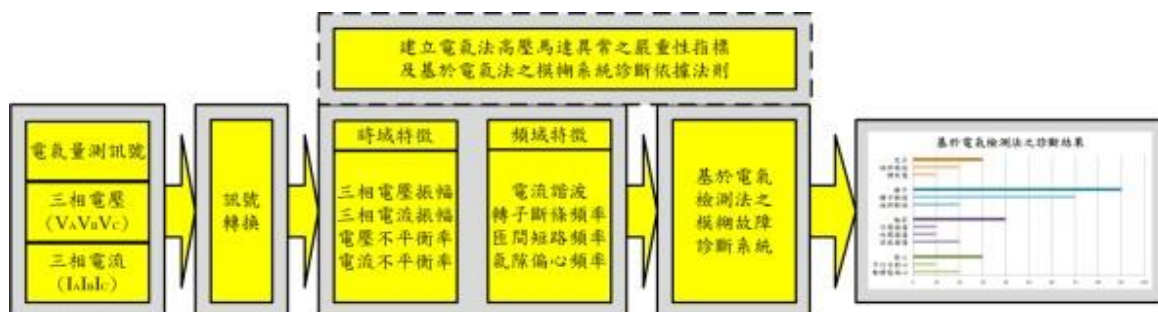 建立電氣法高壓馬達異常之嚴重性指標
及基於電氣法之模糊系統診斷依據法則
電氣量測訊號
三相電壓
(VAVBVC)
三相電流
(IAIBIC)
訊號
轉換
時域特徵
三相電壓振幅
三相電流振幅
電壓不平衡率
電流不平衡率
頻域特徵
電流諧波
轉子斷條頻率
匝間短路頻率
氣隙偏心頻率
基於電氣
檢測法之
模糊故障
診斷系統
基於電氣檢測法之診斷結果
定子
轉子